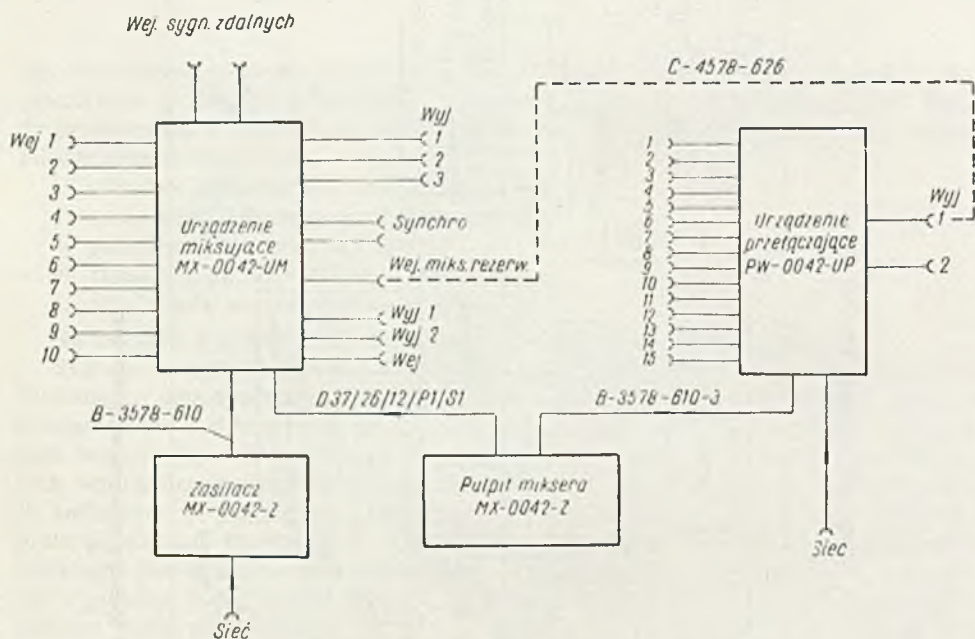 Wej. sygn. zdalnych
C-4578-626
Wej 1
2
3
4
5
6
7
8
9
10
Urządzenie
miksujące
MX-0042-UM
Wyj
1
2
3
Synchro
Wej. miks. rezerw.
Wyj 1
Wyj 2
Wej
1
2
3
4
5
6
7
8
9
10
11
12
13
14
15
Urządzenie
przełączające
PW-0042-UP
Wyj
1
2
B-3578-610
D37/26/12/P1/S1
B-3578-610-3
Zasilacz
MX-0042-Z
Pulpit miksera
MX-0042-Z
Sieć
Sieć